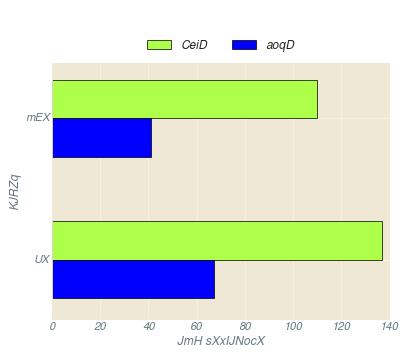 CeiD aoqD
mEX
UX
KJRZq
0 20 40 60 80 100 120 140
JmH sXxIJNocX